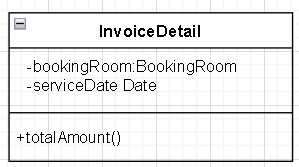 InvoiceDetail
-bookingRoom:BookingRoom
-serviceDate Date
+totalAmount()